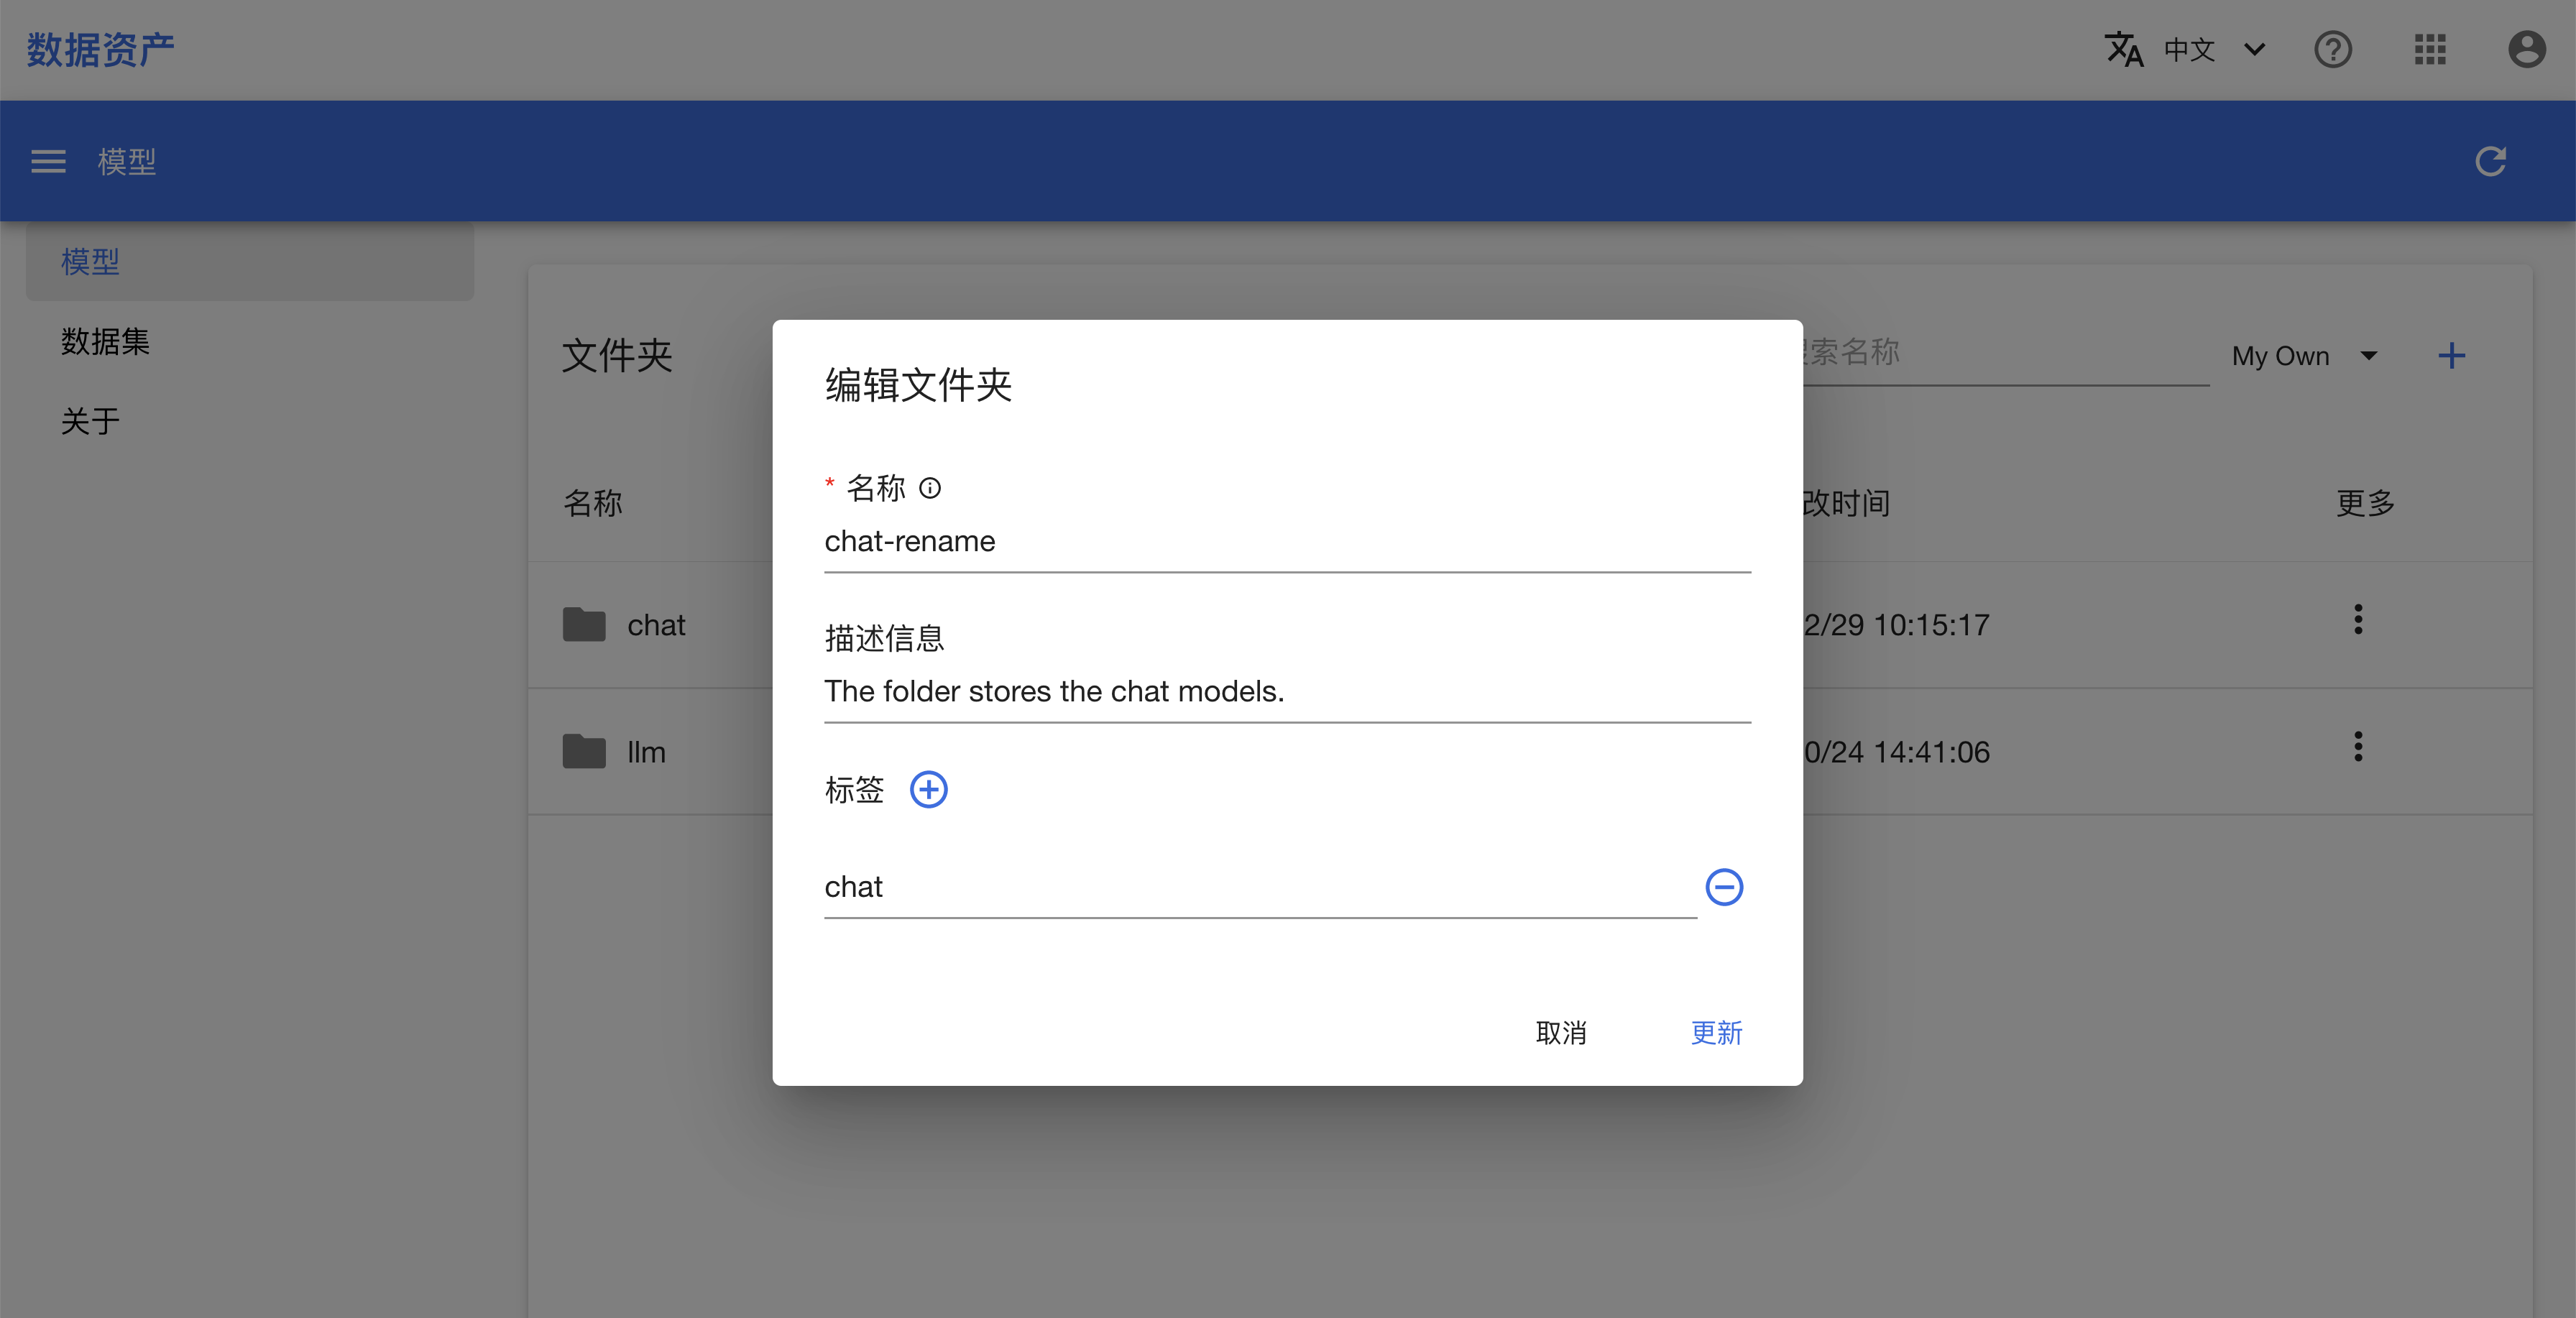 数据资产
中文
模型
模型
数据集
关于
文件夹
索名称
My Own
名称
改时间
更多
chat
2/29 10:15:17
llm
0/24 14:41:06
编辑文件夹
* 名称
chat-rename
描述信息
The folder stores the chat models.
标签
chat
取消
更新